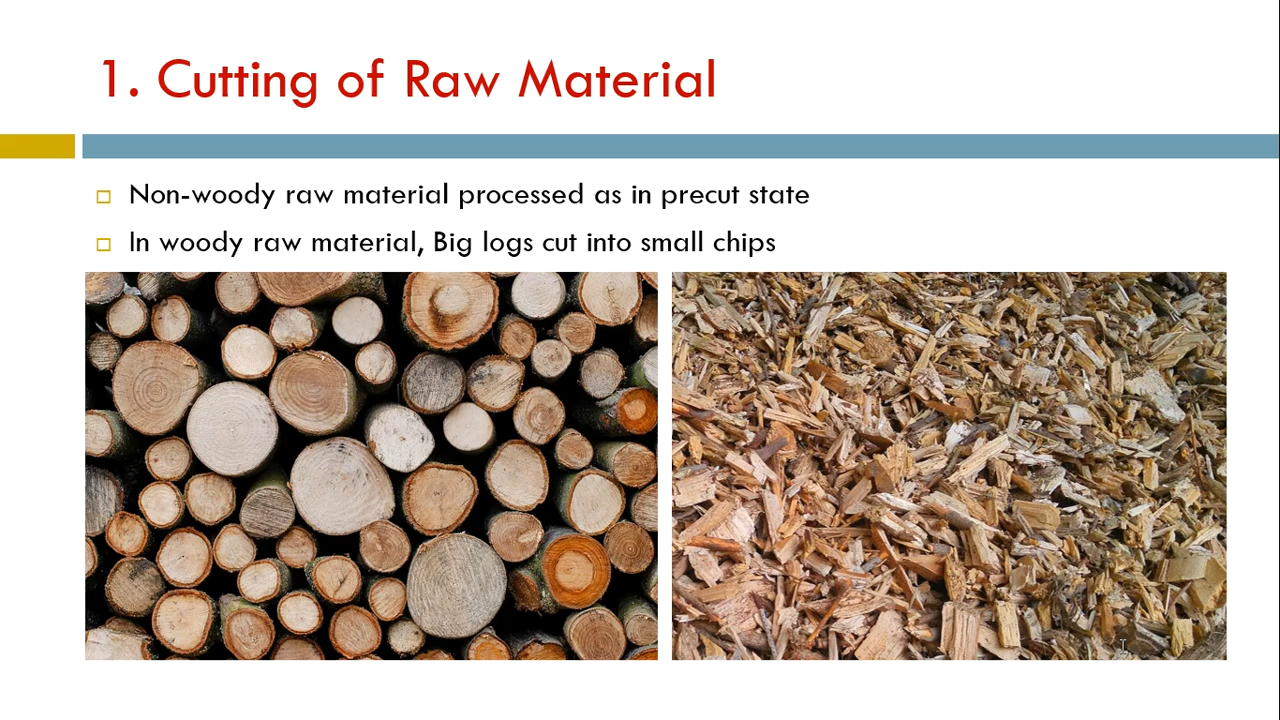 1. Cutting of Raw Material
Non-woody raw material processed as in precut state
In woody raw material, Big logs cut into small chips